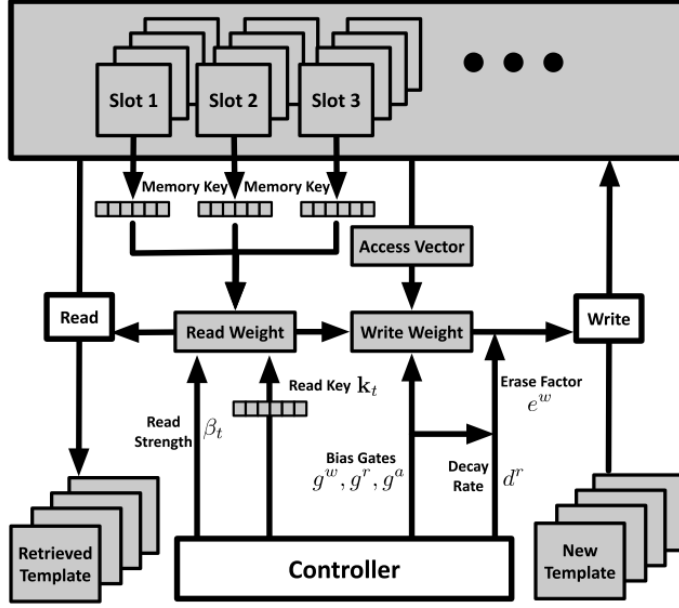 Slot 1
Slot 2
Slot 3
Memory Key
Memory Key
Access Vector
Read
Read Weight
Write Weight
Write
Read Key k_t
Erase Factor
e^w
Read
Strength
β_t
Bias Gates
g^w, g^r, g^a
Decay
Rate
d^r
Retrieved
Template
Controller
New
Template